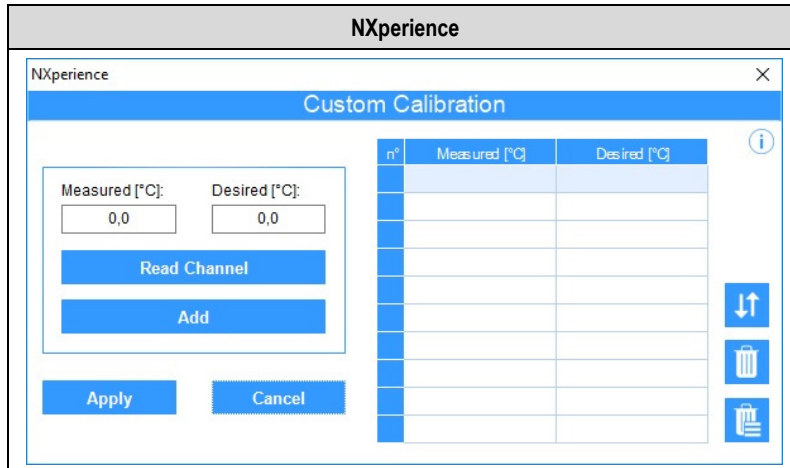 NXperience
NXperience
Custom Calibration
n° Measured [°C] Desired [°C]
Measured [°C]: Desired [°C]:
0,0 0,0
Read Channel
Add
Apply Cancel